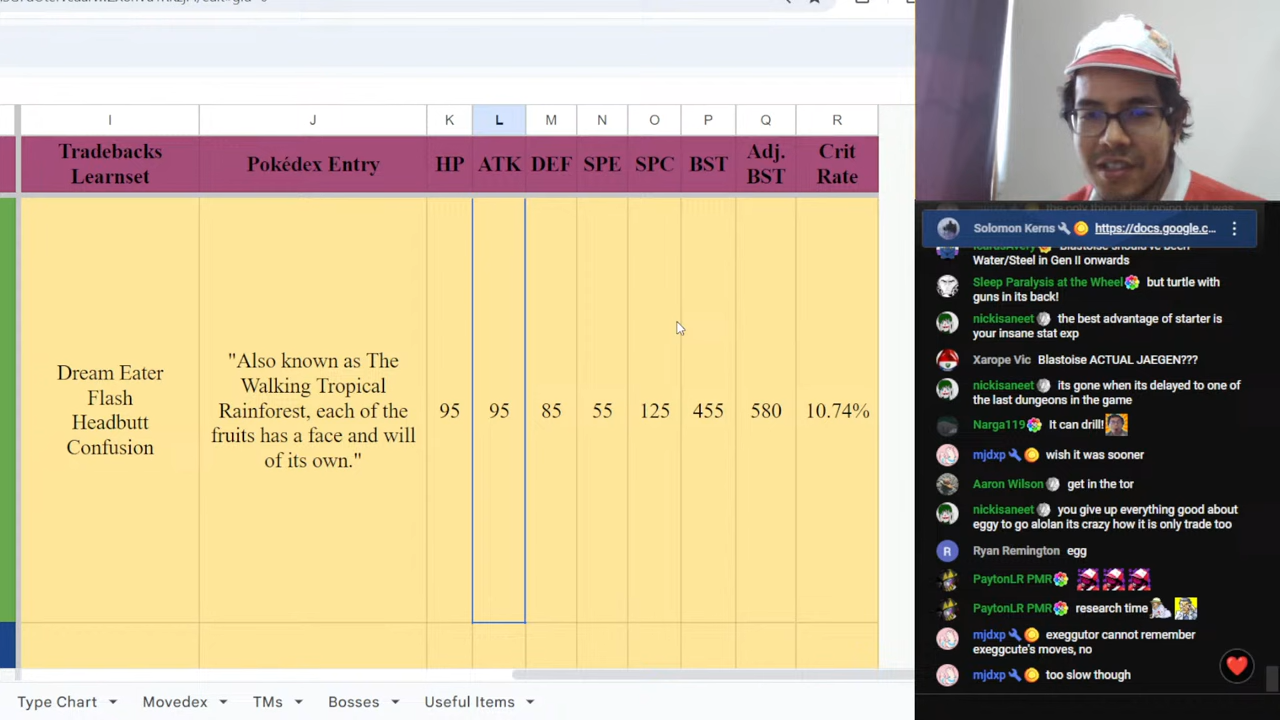 I J K L M N O P Q R
Tradebacks
Learnset
Pokédex Entry
HP ATK DEF SPE SPC BST
Adj.
BST
Crit
Rate
Dream Eater
Flash
Headbutt
Confusion
"Also known as The
Walking Tropical
Rainforest, each of the
fruits has a face and will
of its own."
95 95 85 55 125 455 580 10.74%
Type Chart Movedex TMs Bosses Useful Items
Solomon Kerns https://docs.google.c...
Water/Steel in Gen II onwards
Sleep Paralysis at the Wheel but turtle with
guns in its back!
nickisaneet the best advantage of starter is
your insane stat exp
Xarope Vic Blastoise ACTUAL JAEGEN???
nickisaneet its gone when its delayed to one of
the last dungeons in the game
Narga119 It can drill!
mjdxp wish it was sooner
Aaron Wilson get in the tor
nickisaneet you give up everything good about
eggy to go alolan its crazy how it is only trade too
Ryan Remington egg
PaytonLR PMR
PaytonLR PMR research time
mjdxp exeggutor cannot remember
exeggcute's moves, no
mjdxp too slow though